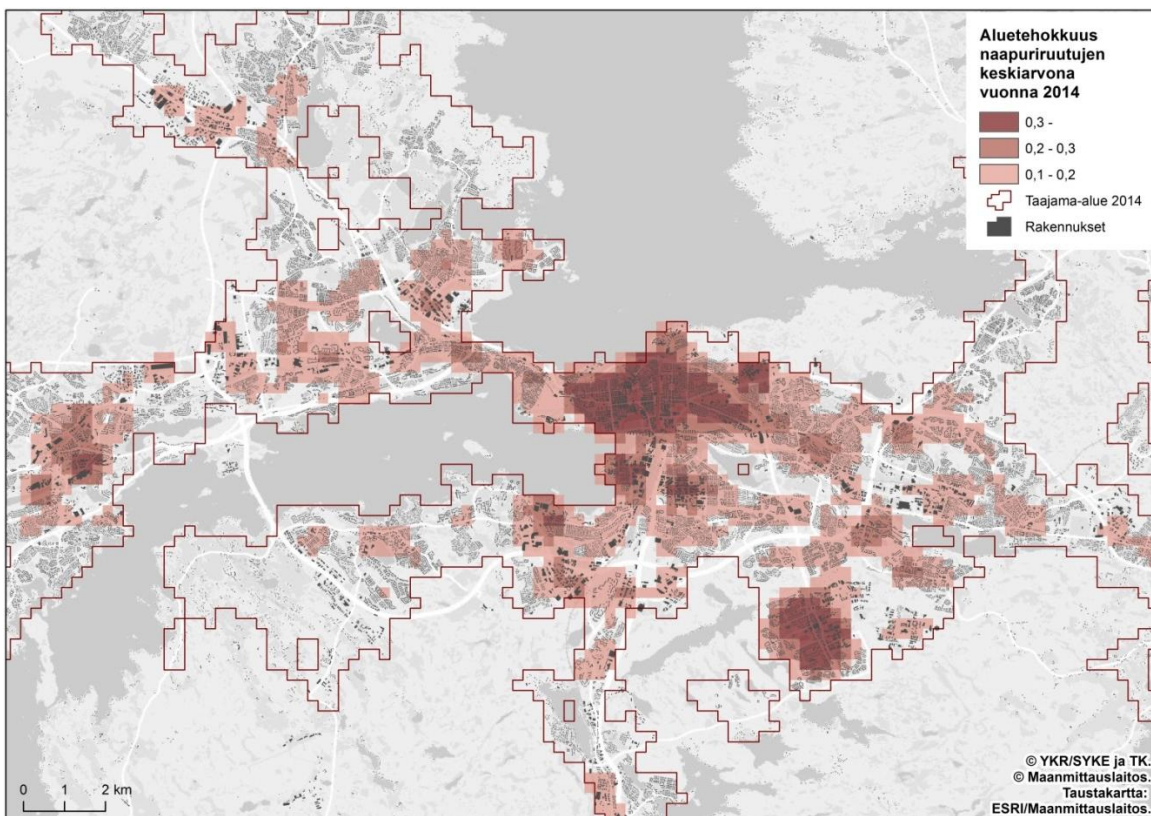 Aluetehokkuus
naapuriruutujen
keskiarvona
vuonna 2014
0,3 -
0,2 - 0,3
0,1 - 0,2
Taajama-alue 2014
Rakennukset
0 1 2 km
© YKR/SYKE ja TK.
© Maanmittauslaitos.
Taustakartta:
ESRI/Maanmittauslaitos.